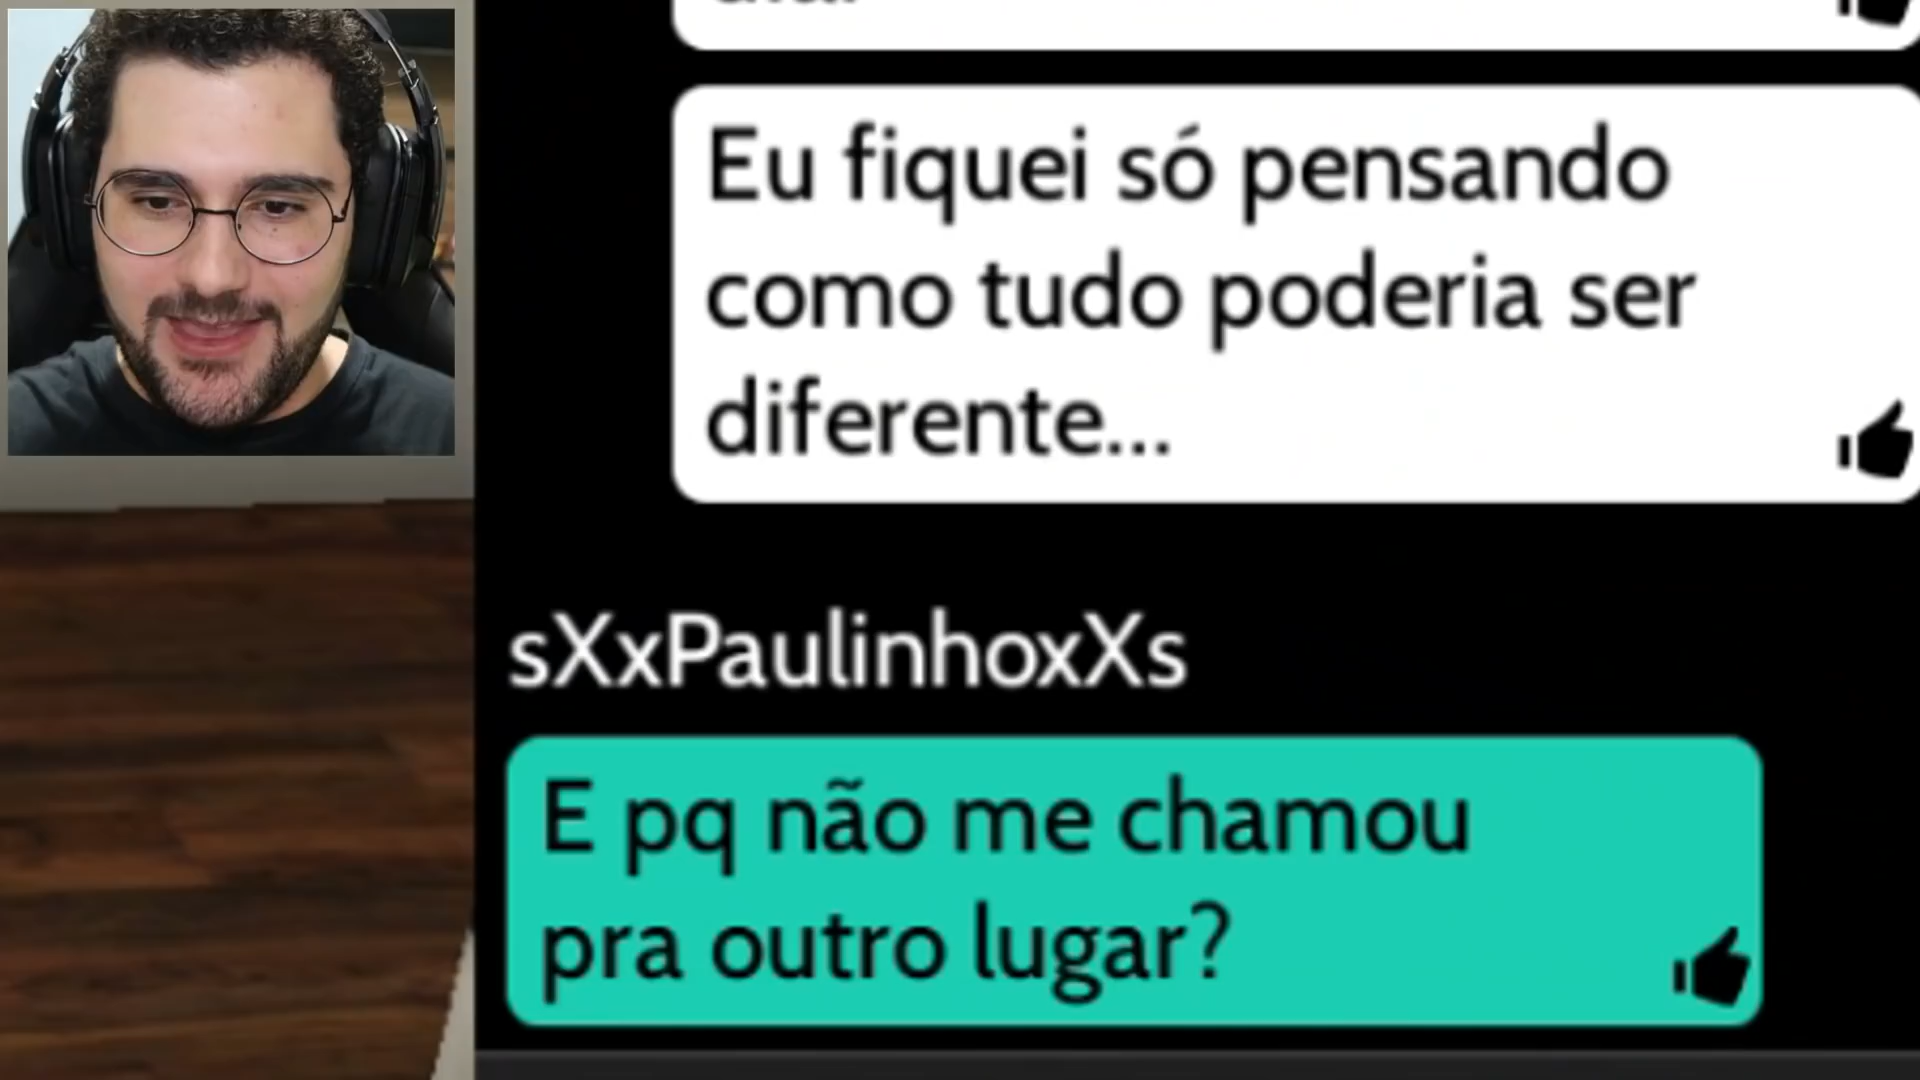 Eu fiquei só pensando
como tudo poderia ser
diferente...
sXxPaulinhoxXs
E pq não me chamou
pra outro lugar?